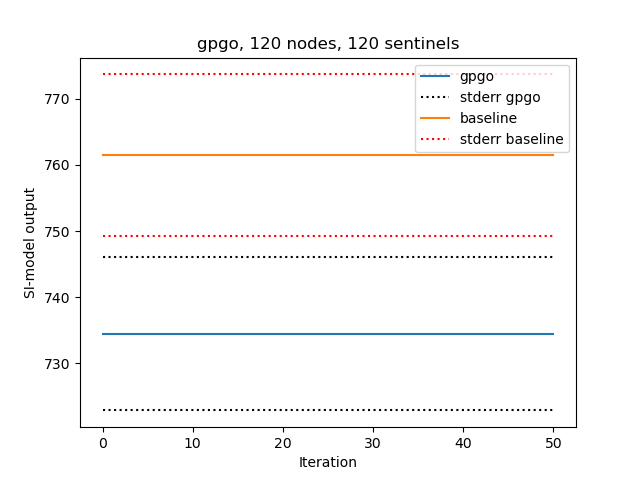 gpgo, 120 nodes, 120 sentinels
gpgo
stderr gpgo
baseline
stderr baseline
770
760
750
740
730
SI-model output
0 10 20 30 40 50
Iteration